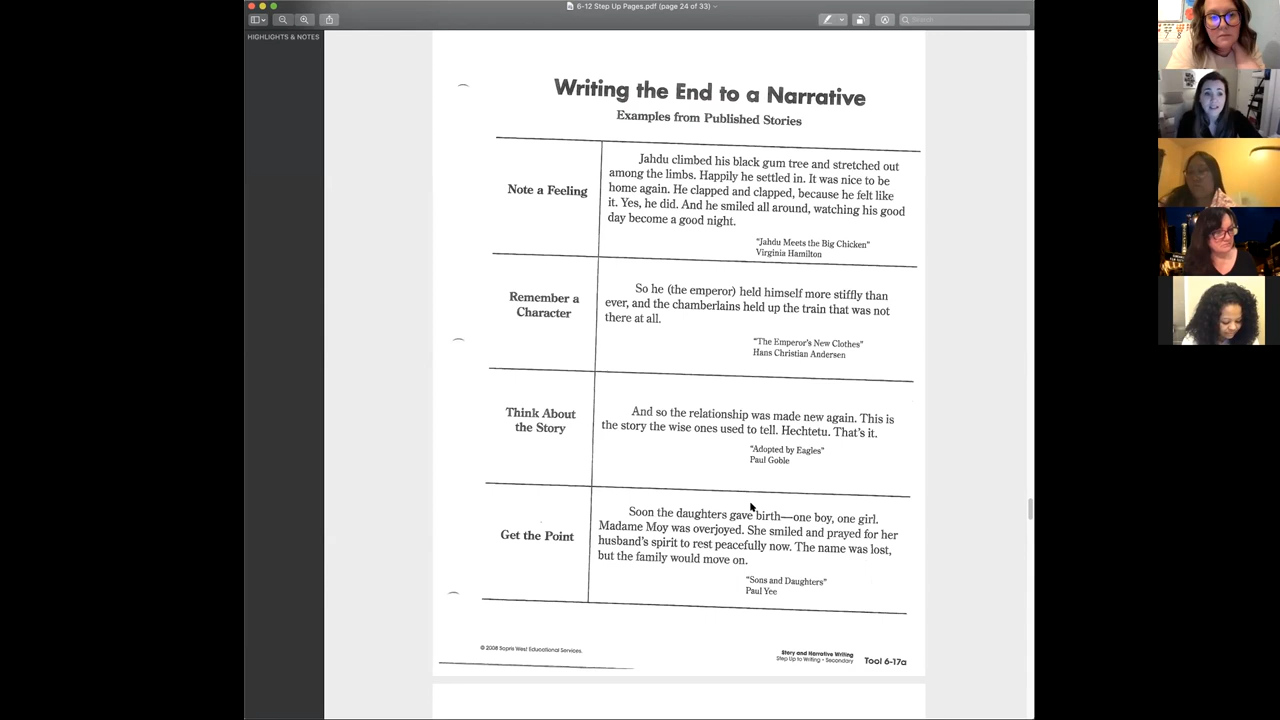 6-12 Step Up Pages.pdf (page 24 of 33)
Search
HIGHLIGHTS & NOTES
Writing the End to a Narrative
Examples from Published Stories
Note a Feeling
Jahdu climbed his black gum tree and stretched out
among the limbs. Happily he settled in. It was nice to be
home again. He clapped and clapped, because he felt like
it. Yes, he did. And he smiled all around, watching his good
day become a good night.
"Jahdu Meets the Big Chicken"
Virginia Hamilton
Remember a
Character
So he (the emperor) held himself more stiffly than
ever, and the chamberlains held up the train that was not
there at all.
"The Emperor's New Clothes"
Hans Christian Andersen
Think About
the Story
And so the relationship was made new again. This is
the story the wise ones used to tell. Hechtetu. That's it.
"Adopted by Eagles"
Paul Goble
Get the Point
Soon the daughters gave birth—one boy, one girl.
Madame Moy was overjoyed. She smiled and prayed for her
husband's spirit to rest peacefully now. The name was lost,
but the family would move on.
"Sons and Daughters"
Paul Yee
© 2008 Sopris West Educational Services.
Story and Narrative Writing
Step Up to Writing • Secondary
Tool 6-17a